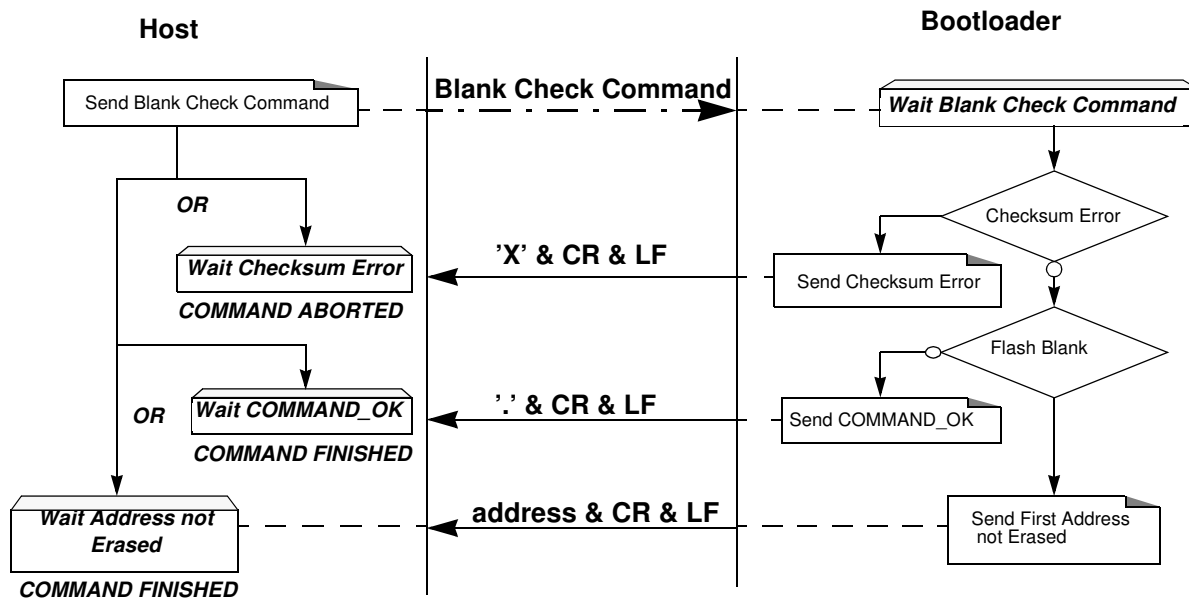 Host
Bootloader
Send Blank Check Command
Blank Check Command
Wait Blank Check Command
OR
Checksum Error
Wait Checksum Error
'X' & CR & LF
Send Checksum Error
COMMAND ABORTED
Flash Blank
OR
Wait COMMAND_OK
'.' & CR & LF
Send COMMAND_OK
COMMAND FINISHED
Wait Address not
Erased
address & CR & LF
Send First Address
not Erased
COMMAND FINISHED